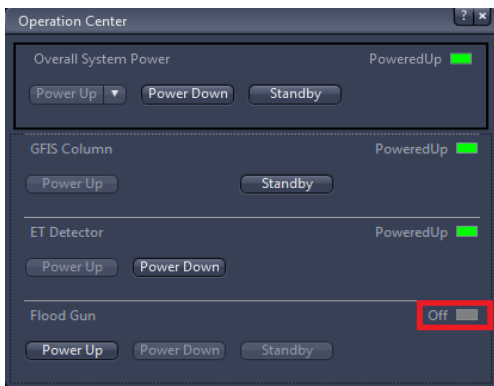 Operation Center ? ×
Overall System Power PoweredUp
Power Up ▼ Power Down Standby
GFIS Column PoweredUp
Power Up Standby
ET Detector PoweredUp
Power Up Power Down
Flood Gun Off
Power Up Power Down Standby